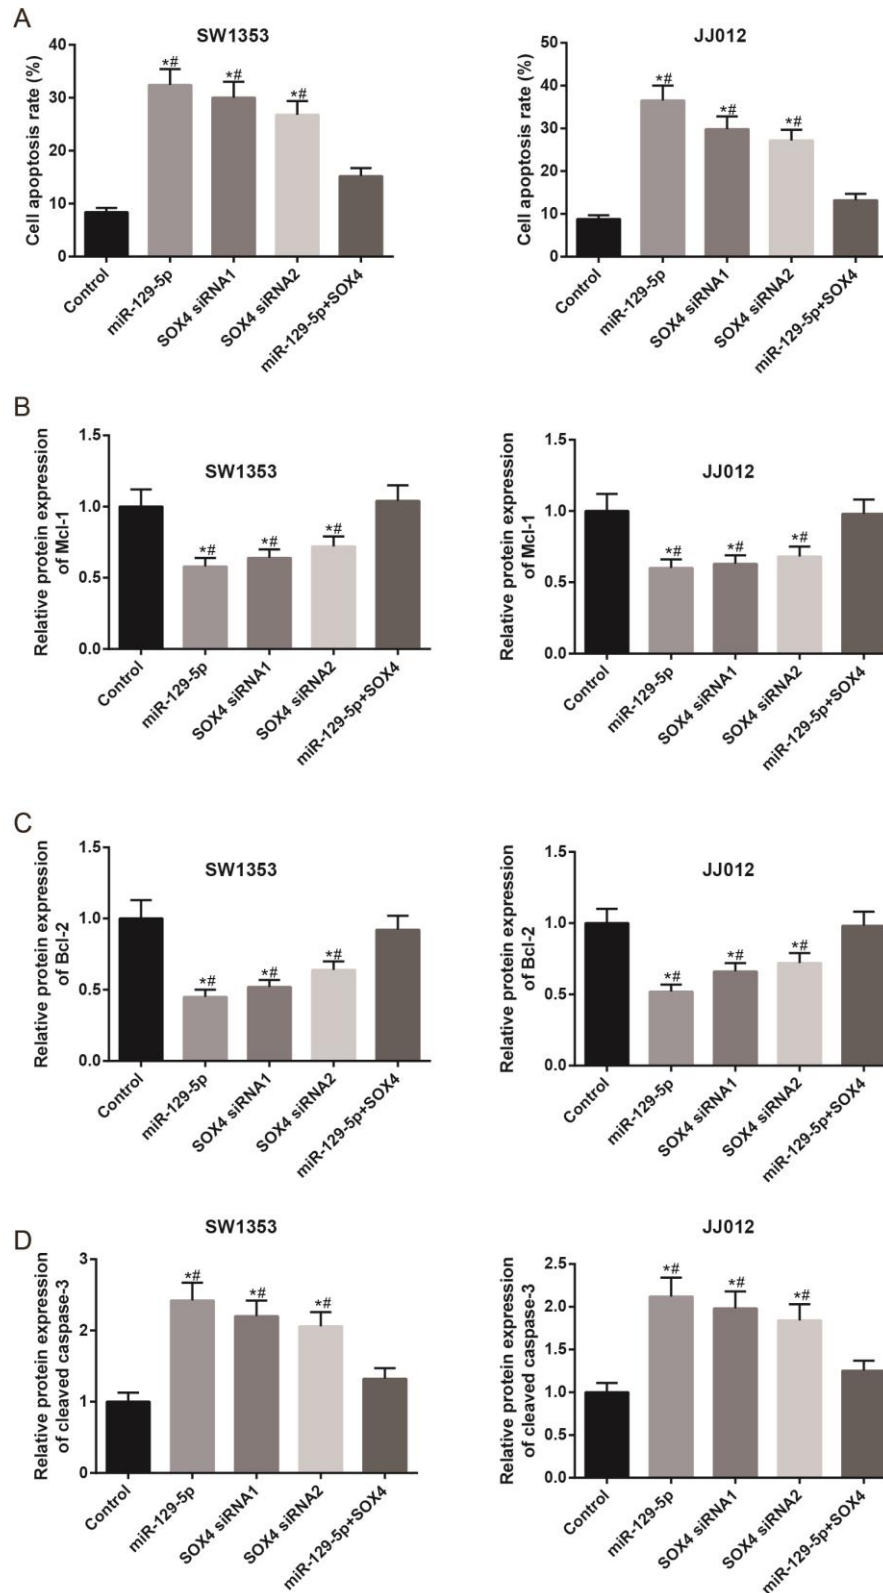 A
SW1353
Cell apoptosis rate (%)
40
30
20
10
0
*#
*#
*#
Control
miR-129-5p
SOX4 siRNA1
SOX4 siRNA2
miR-129-5p+SOX4
JJ012
Cell apoptosis rate (%)
50
40
30
20
10
0
*#
*#
*#
Control
miR-129-5p
SOX4 siRNA1
SOX4 siRNA2
miR-129-5p+SOX4
B
SW1353
Relative protein expression
of Mcl-1
1.5
1.0
0.5
0.0
*#
*#
*#
Control
miR-129-5p
SOX4 siRNA1
SOX4 siRNA2
miR-129-5p+SOX4
JJ012
Relative protein expression
of Mcl-1
1.5
1.0
0.5
0.0
*#
*#
*#
Control
miR-129-5p
SOX4 siRNA1
SOX4 siRNA2
miR-129-5p+SOX4
C
SW1353
Relative protein expression
of Bcl-2
1.5
1.0
0.5
0.0
*#
*#
*#
Control
miR-129-5p
SOX4 siRNA1
SOX4 siRNA2
miR-129-5p+SOX4
JJ012
Relative protein expression
of Bcl-2
1.5
1.0
0.5
0.0
*#
*#
*#
Control
miR-129-5p
SOX4 siRNA1
SOX4 siRNA2
miR-129-5p+SOX4
D
SW1353
Relative protein expression
of cleaved caspase-3
3
2
1
0
*#
*#
*#
Control
miR-129-5p
SOX4 siRNA1
SOX4 siRNA2
miR-129-5p+SOX4
JJ012
Relative protein expression
of cleaved caspase-3
2.5
2.0
1.5
1.0
0.5
0.0
*#
*#
*#
Control
miR-129-5p
SOX4 siRNA1
SOX4 siRNA2
miR-129-5p+SOX4